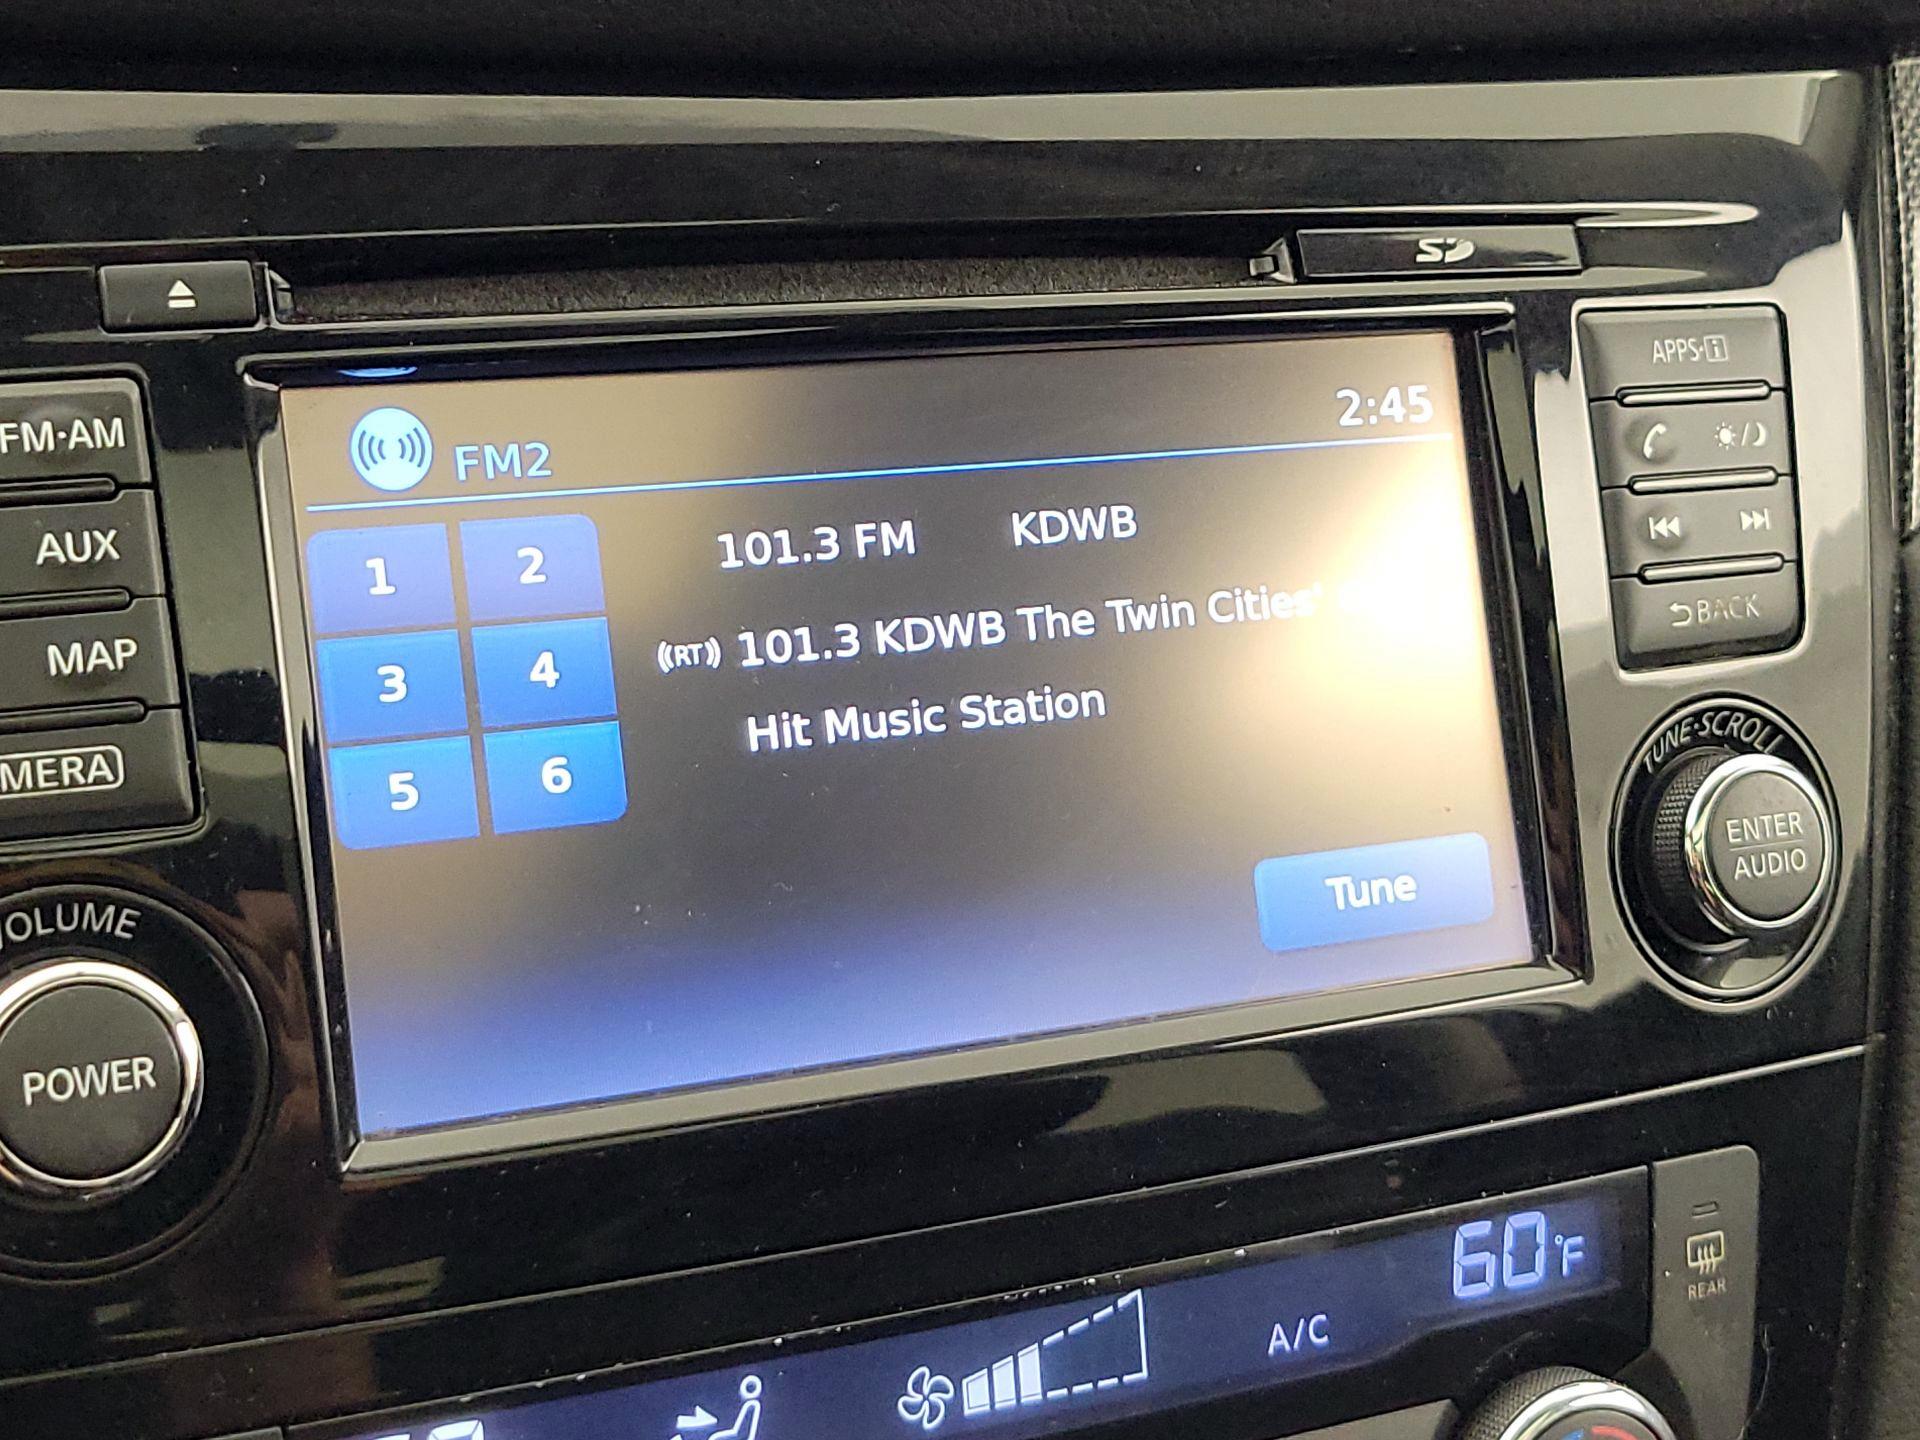 SD
APPS·i
FM·AM
AUX
MAP
MERA
VOLUME
POWER
FM2
2:45
1 2
3 4
5 6
101.3 FM KDWB
RT 101.3 KDWB The Twin Cities'
Hit Music Station
Tune
BACK
TUNE·SCROLL
ENTER
AUDIO
60°F
A/C
REAR